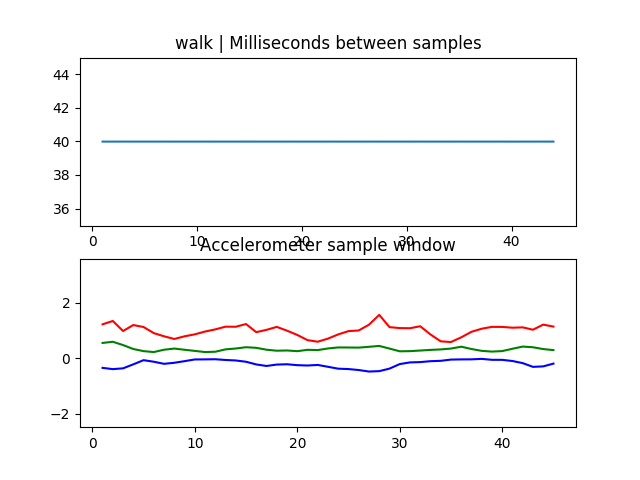 walk | Milliseconds between samples
44
42
40
38
36
0 10 20 30 40
Accelerometer sample window
2
0
−2
0 10 20 30 40